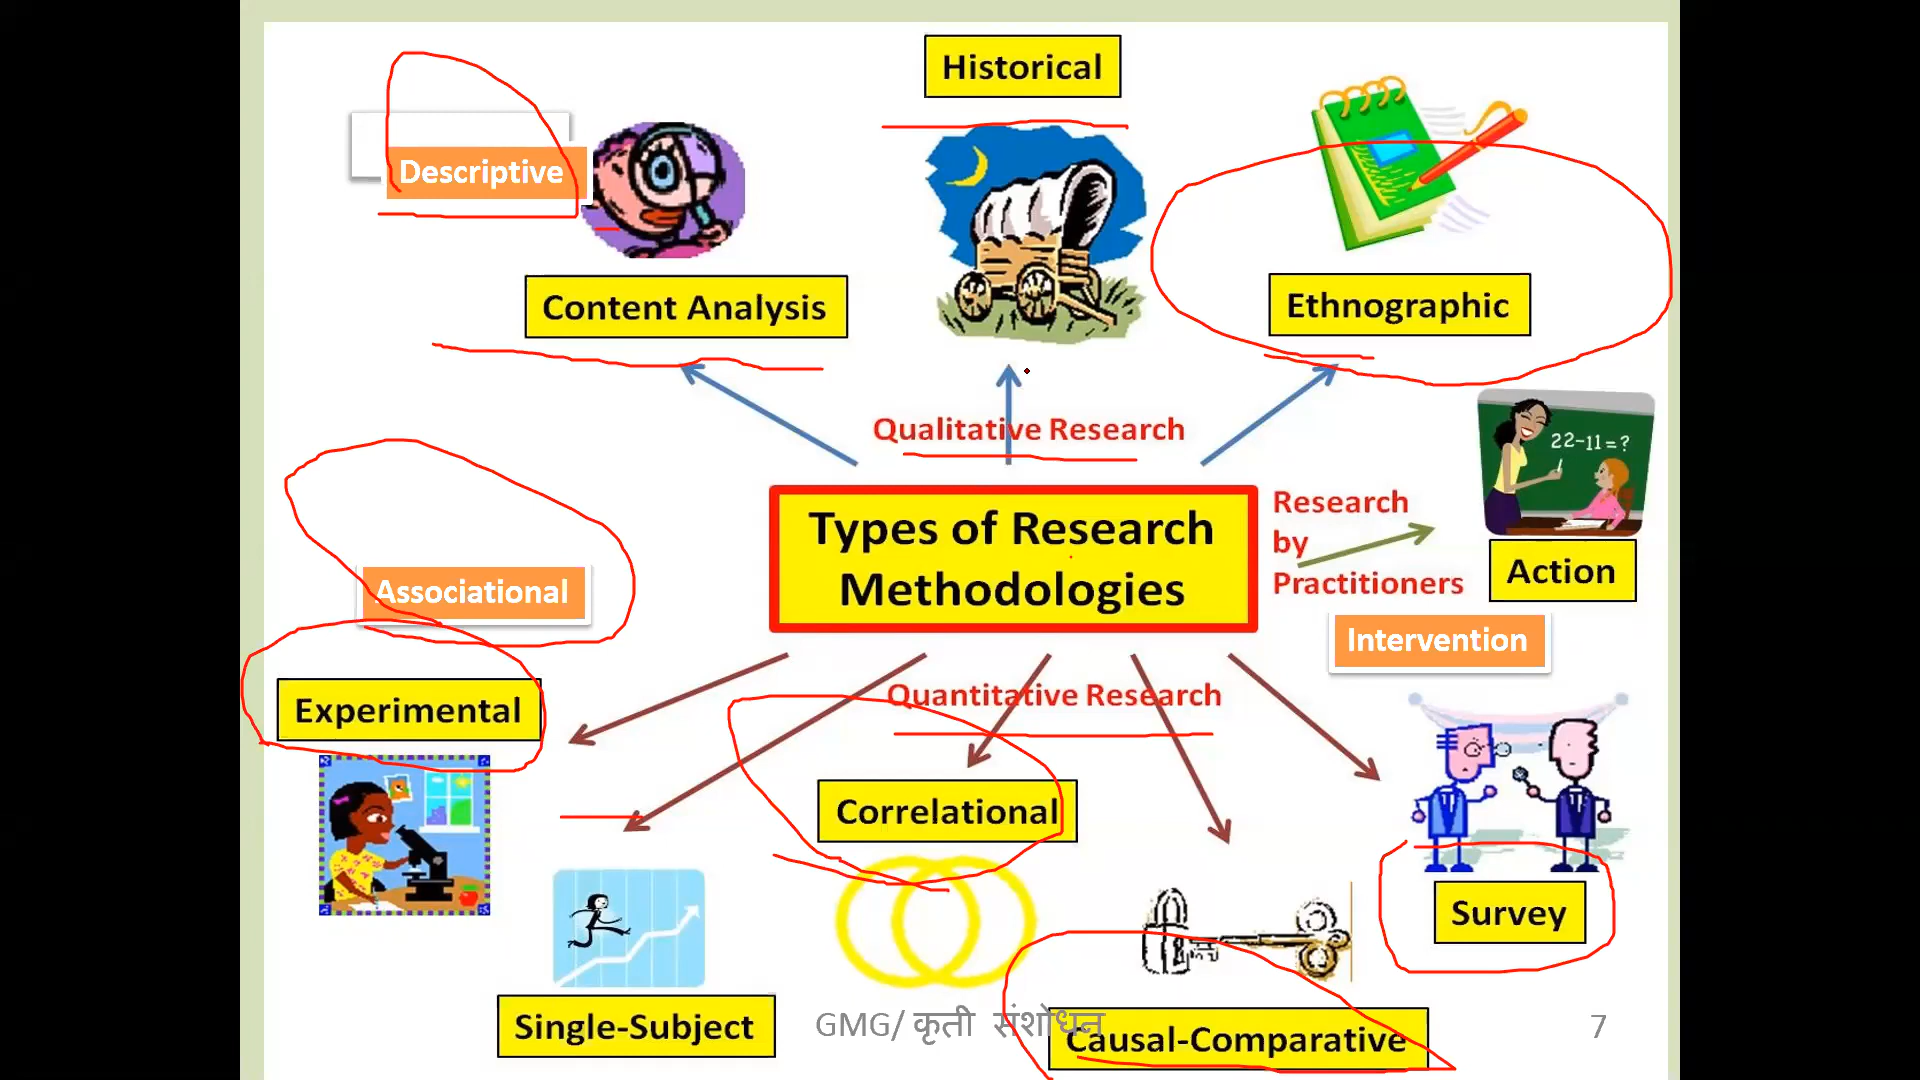 Historical
Descriptive
Content Analysis
Ethnographic
Qualitative Research
22-11=?
Types of Research
Methodologies
Research
by
Practitioners
Action
Associational
Intervention
Experimental
Quantitative Research
Correlational
Survey
Single-Subject
GMG/ कृती संशोधन
Causal-Comparative
7